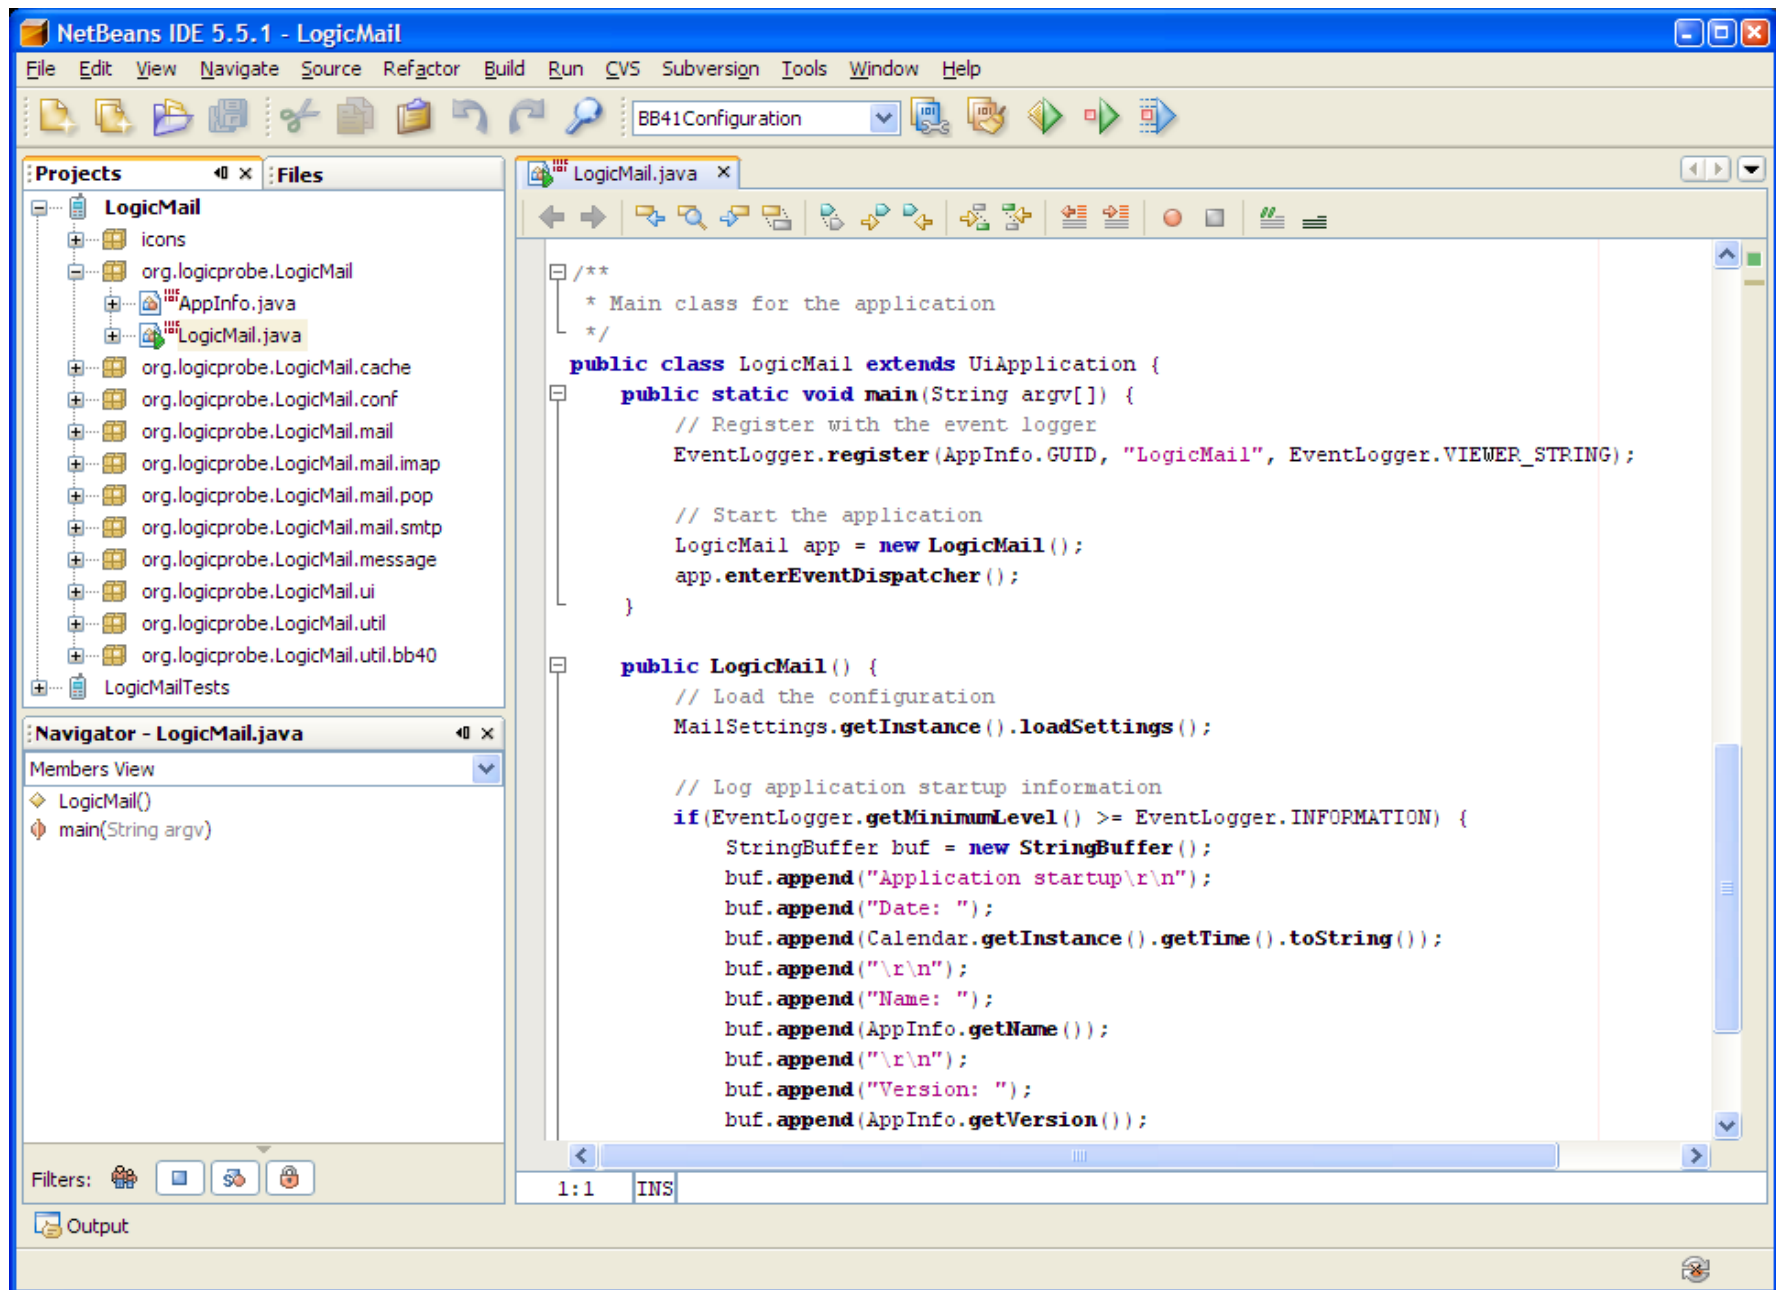 NetBeans IDE 5.5.1 - LogicMail
File Edit View Navigate Source Refactor Build Run CVS Subversion Tools Window Help
BB41Configuration
Projects Files
LogicMail
icons
org.logicprobe.LogicMail
AppInfo.java
LogicMail.java
org.logicprobe.LogicMail.cache
org.logicprobe.LogicMail.conf
org.logicprobe.LogicMail.mail
org.logicprobe.LogicMail.mail.imap
org.logicprobe.LogicMail.mail.pop
org.logicprobe.LogicMail.mail.smtp
org.logicprobe.LogicMail.message
org.logicprobe.LogicMail.ui
org.logicprobe.LogicMail.util
org.logicprobe.LogicMail.util.bb40
LogicMailTests
Navigator - LogicMail.java
Members View
LogicMail()
main(String argv)
Filters:
LogicMail.java
/**
* Main class for the application
*/
public class LogicMail extends UiApplication {
public static void main(String argv[]) {
// Register with the event logger
EventLogger.register(AppInfo.GUID, "LogicMail", EventLogger.VIEWER_STRING);
// Start the application
LogicMail app = new LogicMail();
app.enterEventDispatcher();
}
public LogicMail() {
// Load the configuration
MailSettings.getInstance().loadSettings();
// Log application startup information
if(EventLogger.getMinimumLevel() >= EventLogger.INFORMATION) {
StringBuffer buf = new StringBuffer();
buf.append("Application startup\r\n");
buf.append("Date: ");
buf.append(Calendar.getInstance().getTime().toString());
buf.append("\r\n");
buf.append("Name: ");
buf.append(AppInfo.getName());
buf.append("\r\n");
buf.append("Version: ");
buf.append(AppInfo.getVersion());
1:1 INS
Output